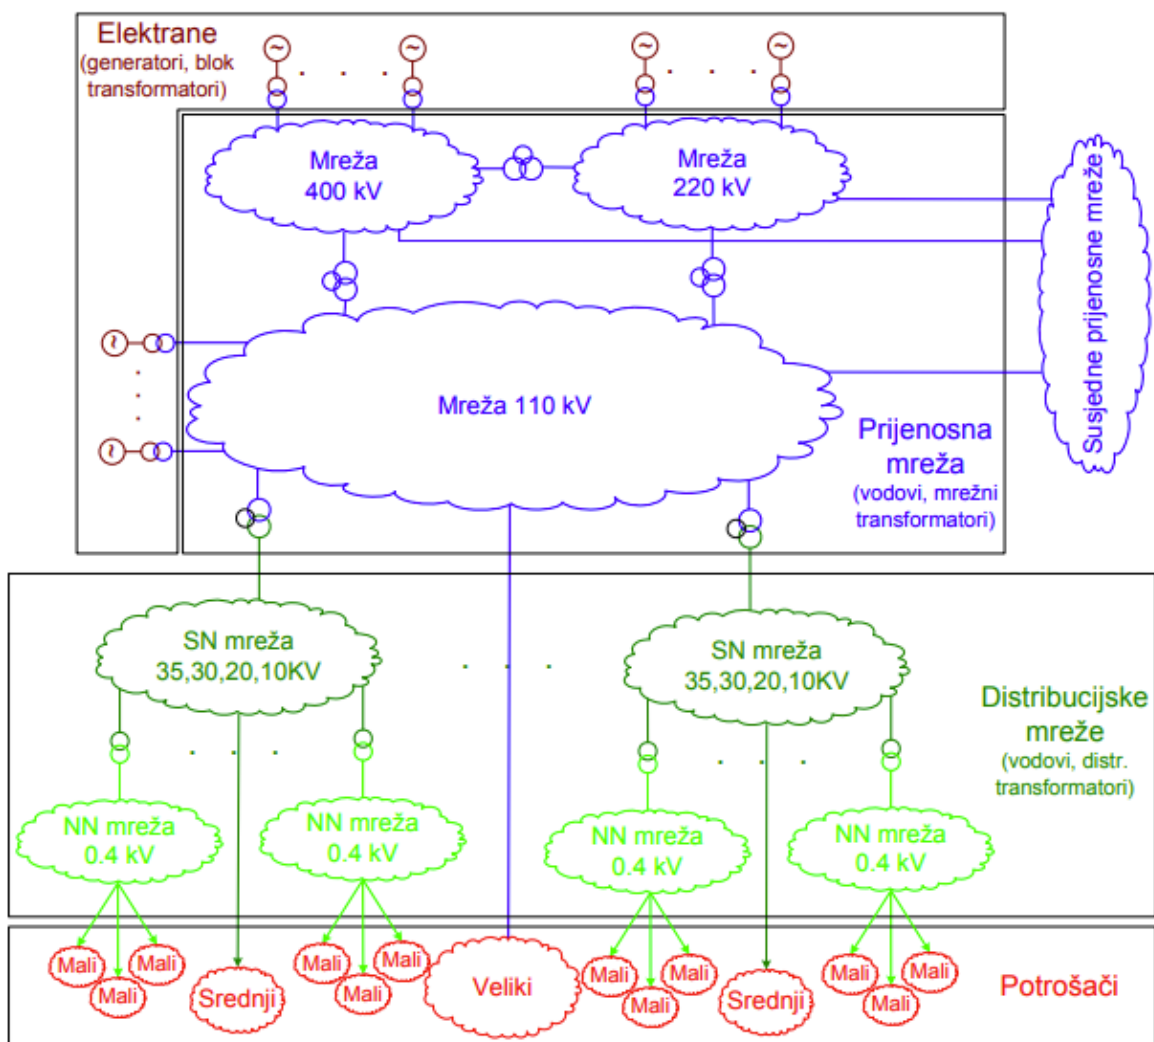 Elektrane
(generatori, blok
transformatori)
~
~
~
~
Mreža
400 kV
Mreža
220 kV
Susjedne prijenosne mreže
~
~
Mreža 110 kV
Prijenosna
mreža
(vodovi, mrežni
transformatori)
SN mreža
35,30,20,10KV
SN mreža
35,30,20,10KV
Distribucijske
mreže
(vodovi, distr.
transformatori)
NN mreža
0.4 kV
NN mreža
0.4 kV
NN mreža
0.4 kV
NN mreža
0.4 kV
Mali
Mali
Mali
Srednji
Mali
Mali
Mali
Veliki
Mali
Mali
Mali
Srednji
Mali
Mali
Mali
Potrošači